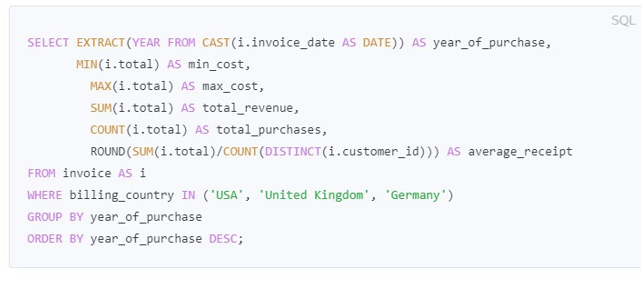 SQL
SELECT EXTRACT(YEAR FROM CAST(i.invoice_date AS DATE)) AS year_of_purchase,
       MIN(i.total) AS min_cost,
         MAX(i.total) AS max_cost,
         SUM(i.total) AS total_revenue,
         COUNT(i.total) AS total_purchases,
         ROUND(SUM(i.total)/COUNT(DISTINCT(i.customer_id))) AS average_receipt
FROM invoice AS i
WHERE billing_country IN ('USA', 'United Kingdom', 'Germany')
GROUP BY year_of_purchase
ORDER BY year_of_purchase DESC;